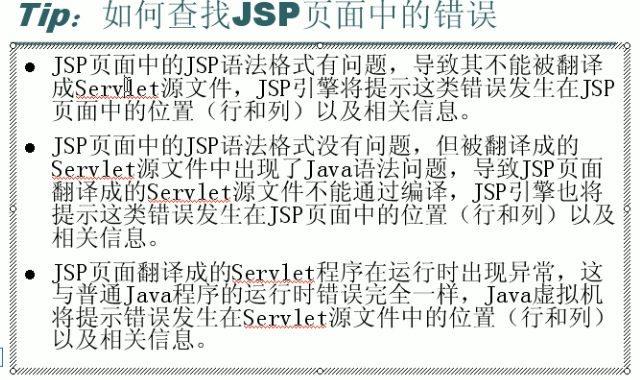 Tip: 如何查找JSP页面中的错误
● JSP页面中的JSP语法格式有问题，导致其不能被翻译
成Servlet源文件，JSP引擎将提示这类错误发生在JSP
页面中的位置（行和列）以及相关信息。
● JSP页面中的JSP语法格式没有问题，但被翻译成的
Servlet源文件中出现了Java语法问题，导致JSP页面
翻译成的Servlet源文件不能通过编译，JSP引擎也将
提示这类错误发生在JSP页面中的位置（行和列）以及
相关信息。
● JSP页面翻译成的Servlet程序在运行时出现异常，这
与普通Java程序的运行时错误完全一样，Java虚拟机
将提示错误发生在Servlet源文件中的位置（行和列）
以及相关信息。